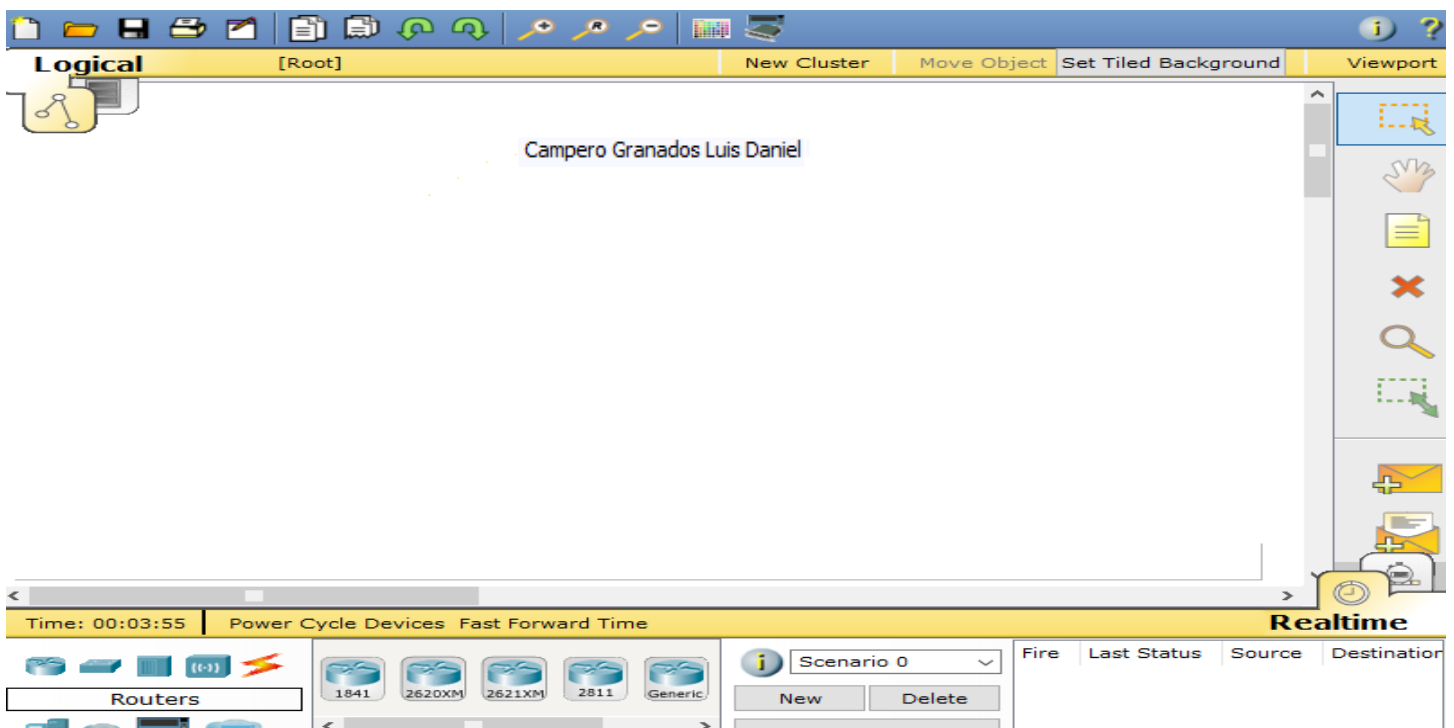 Logical [Root] New Cluster Move Object Set Tiled Background Viewport
Campero Granados Luis Daniel
Time: 00:03:55 Power Cycle Devices Fast Forward Time Realtime
Scenario 0 Fire Last Status Source Destination
1841 2620XM 2621XM 2811 Generic
Routers New Delete